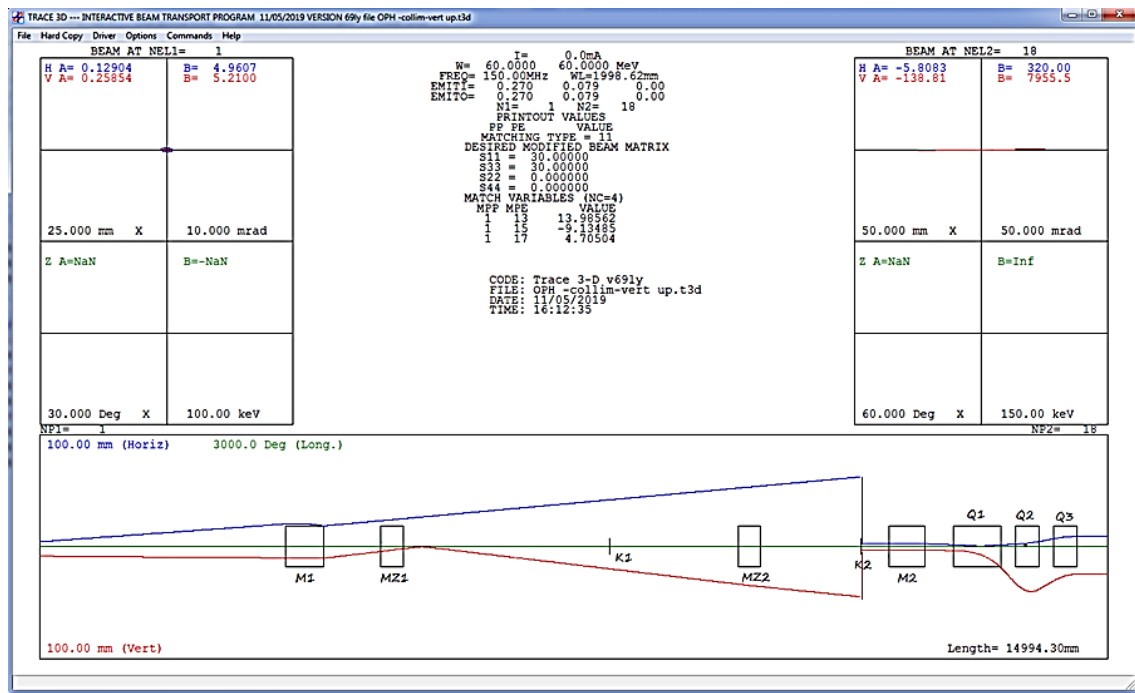 TRACE 3D --- INTERACTIVE BEAM TRANSPORT PROGRAM 11/05/2019 VERSION 69ly file OPH -collim-vert up.t3d
File Hard Copy Driver Options Commands Help
BEAM AT NEL1= 1
H A= 0.12904 B= 4.9607
V A= 0.25854 B= 5.2100
25.000 mm X 10.000 mrad
Z A=NaN B=-NaN
30.000 Deg X 100.00 keV
NP1= 1
I= 0.0mA
W= 60.0000 60.0000 MeV
FREQ= 150.00MHz WL=1998.62mm
EMITI= 0.270 0.079 0.00
EMITO= 0.270 0.079 0.00
N1= 1 N2= 18
PRINTOUT VALUES
PP PE VALUE
MATCHING TYPE = 11
DESIRED MODIFIED BEAM MATRIX
S11 = 30.00000
S33 = 30.00000
S22 = 0.000000
S44 = 0.000000
MATCH VARIABLES (NC=4)
MPP MPE VALUE
1 13 13.98562
1 15 -9.13485
1 17 4.70504
CODE: Trace 3-D v69ly
FILE: OPH -collim-vert up.t3d
DATE: 11/05/2019
TIME: 16:12:35
BEAM AT NEL2= 18
H A= -5.8083 B= 320.00
V A= -138.81 B= 7955.5
50.000 mm X 50.000 mrad
Z A=NaN B=Inf
60.000 Deg X 150.00 keV
NP2= 18
100.00 mm (Horiz) 3000.0 Deg (Long.)
Q1 Q2 Q3
K1 K2
M1 MZ1 MZ2 M2
100.00 mm (Vert) Length= 14994.30mm